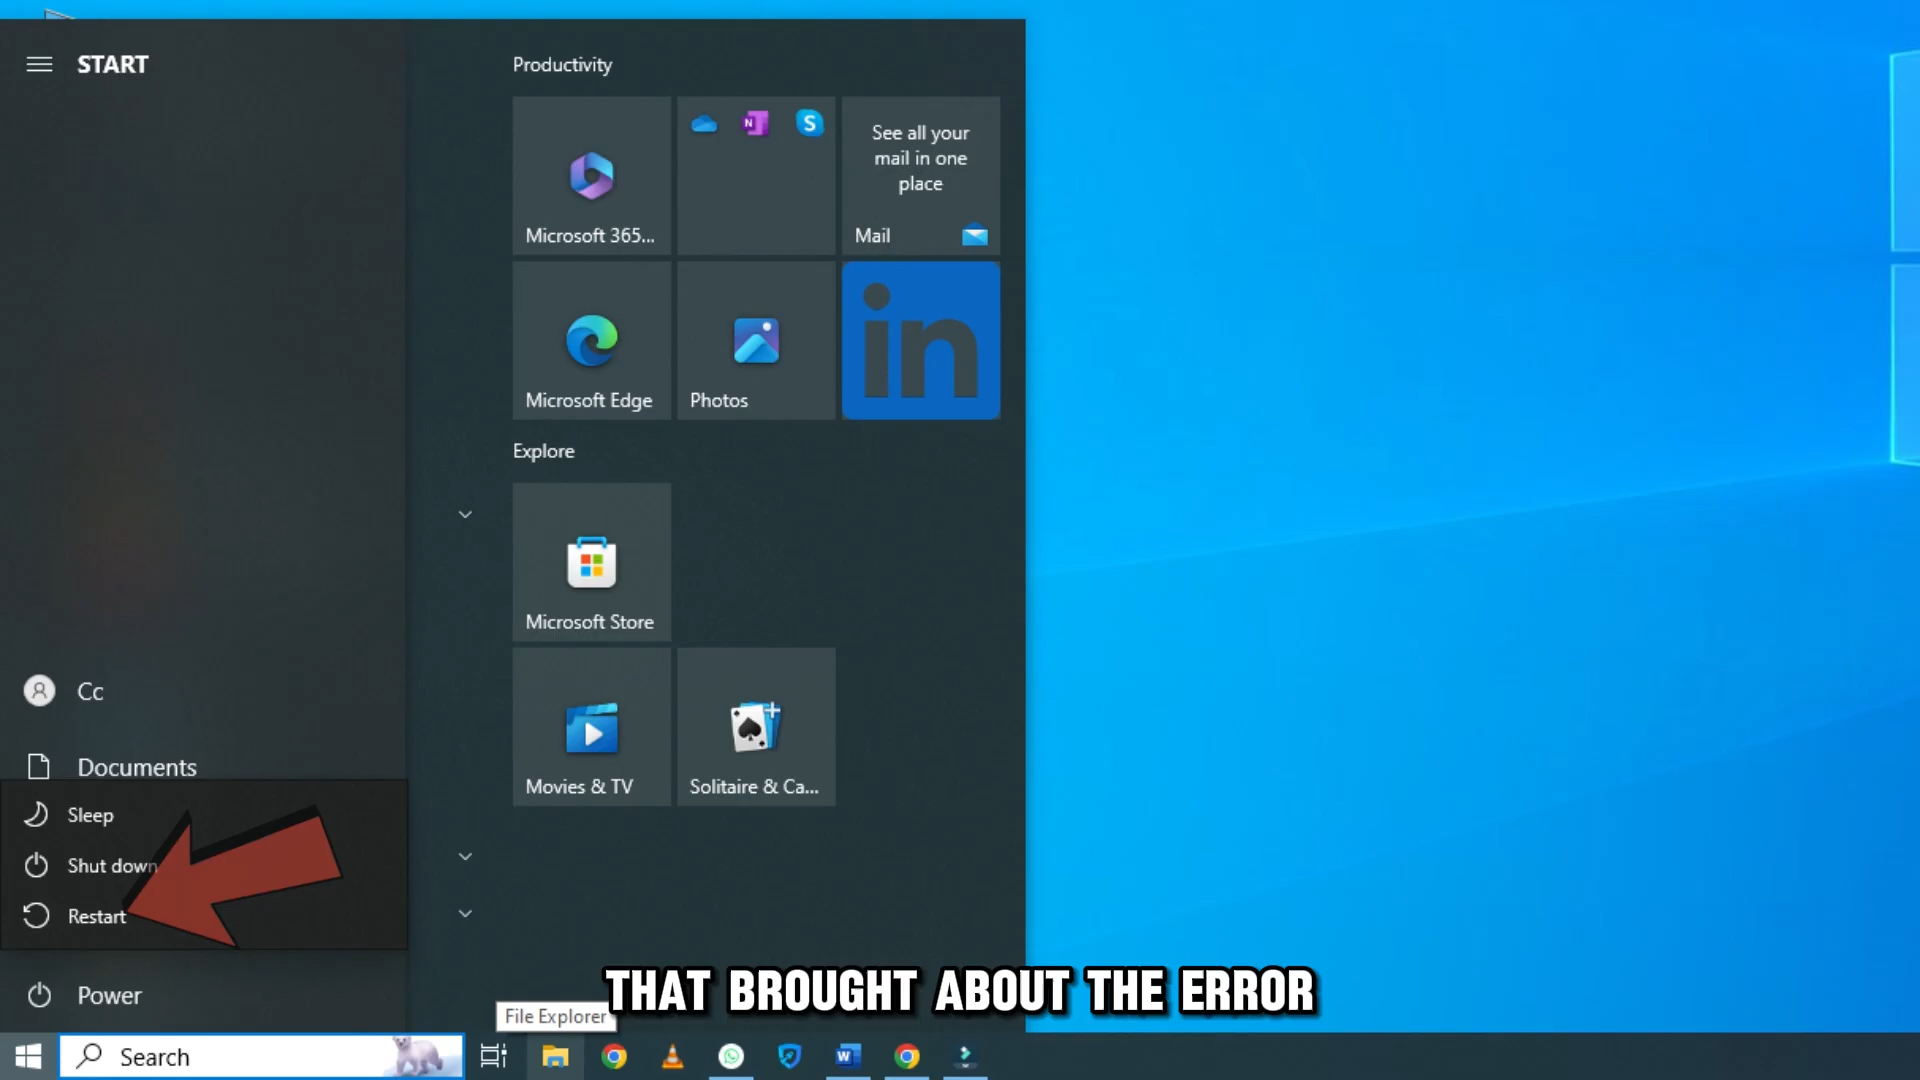 START
Productivity
N
S
See all your
mail in one
place
Microsoft 365...
Mail
in
Microsoft Edge
Photos
Explore
Microsoft Store
Cc
Documents
Movies & TV
Solitaire & Ca...
Sleep
Shut down
Restart
Power
THAT BROUGHT ABOUT THE ERROR
File Explorer
Search
W